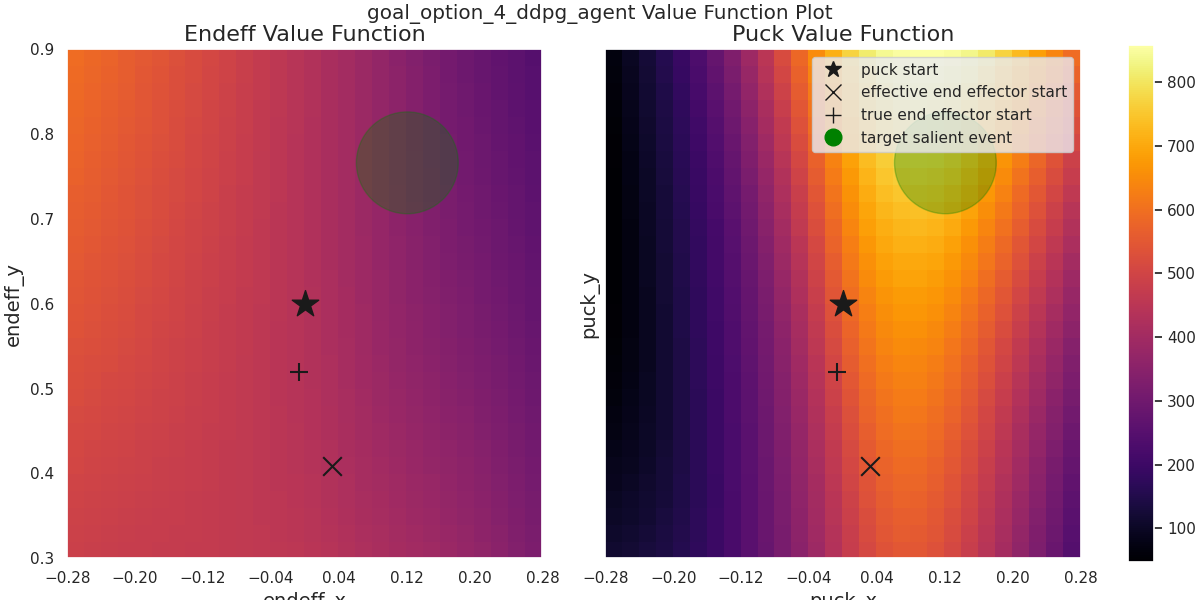 goal_option_4_ddpg_agent Value Function Plot
Endeff Value Function
Puck Value Function
puck start
effective end effector start
true end effector start
target salient event
endeff_y
0.9
0.8
0.7
0.6
0.5
0.4
0.3
−0.28 −0.20 −0.12 −0.04 0.04 0.12 0.20 0.28
endeff_x
puck_y
−0.28 −0.20 −0.12 −0.04 0.04 0.12 0.20 0.28
puck_x
800
700
600
500
400
300
200
100